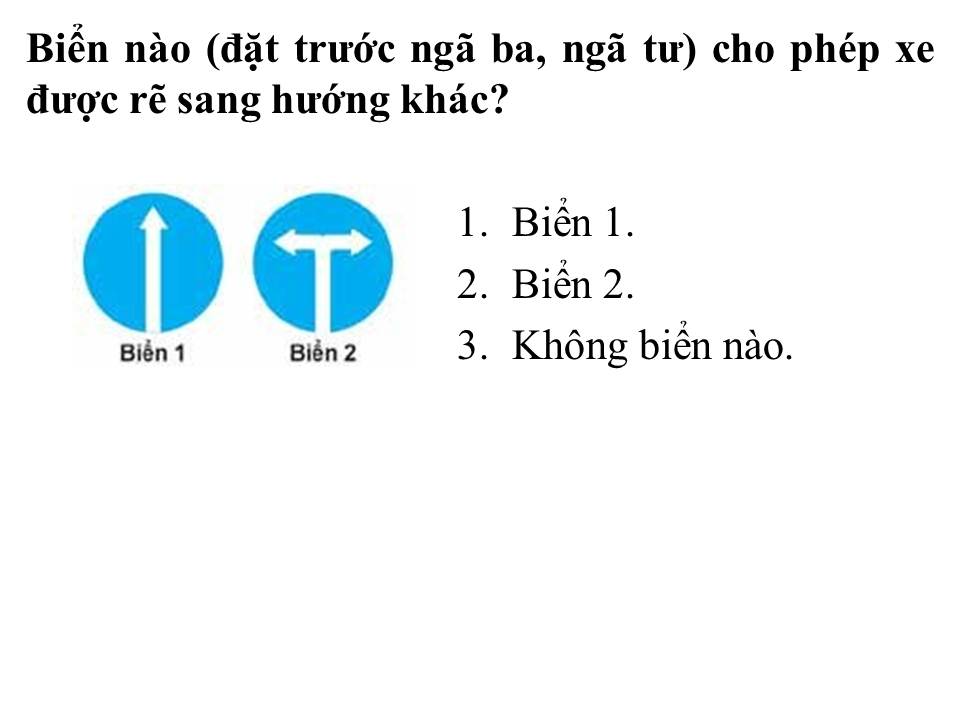 Biển nào (đặt trước ngã ba, ngã tư) cho phép xe
được rẽ sang hướng khác?
1. Biển 1.
2. Biển 2.
3. Không biển nào.
Biển 1
Biển 2